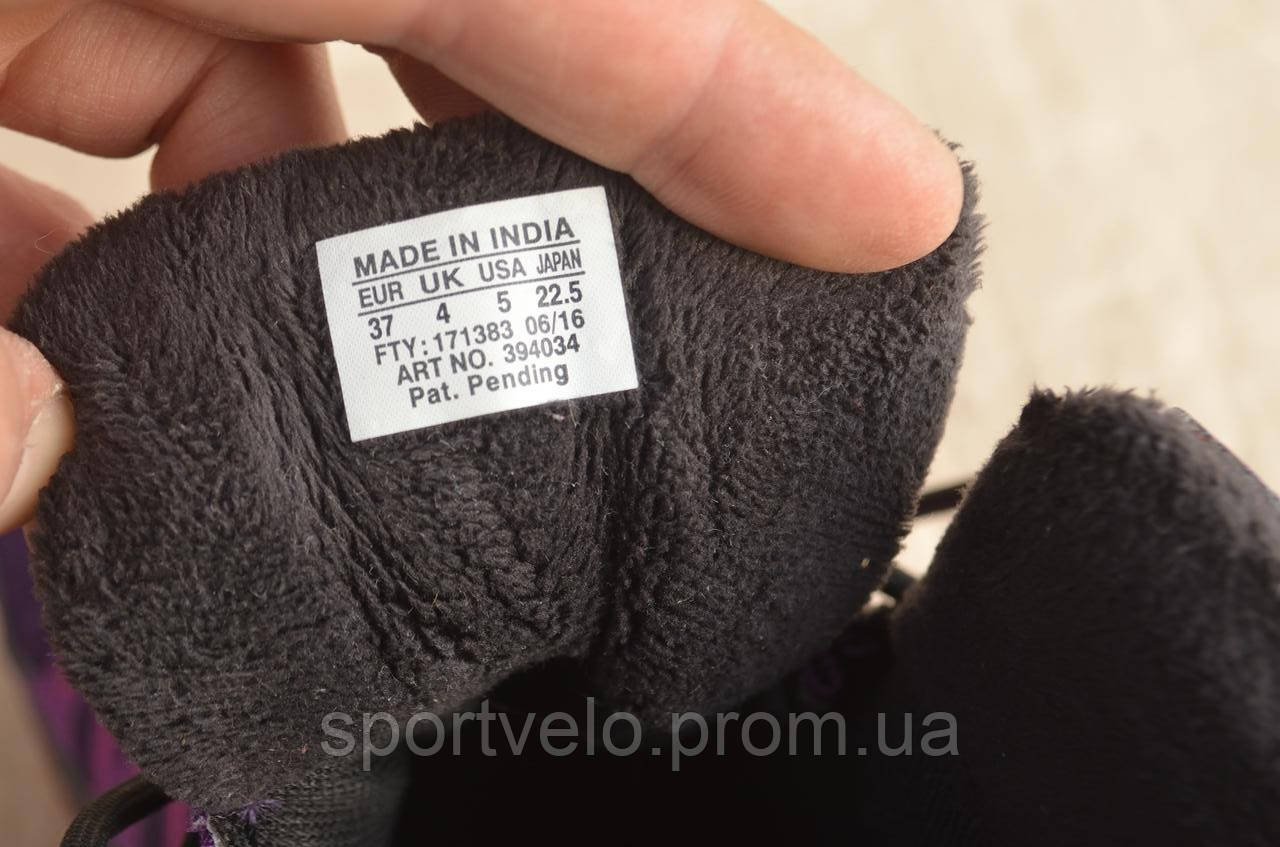 MADE IN INDIA
EUR UK USA JAPAN
37 4 5 22.5
FTY: 171383 06/16
ART NO. 394034
Pat. Pending
sportvelo.prom.ua